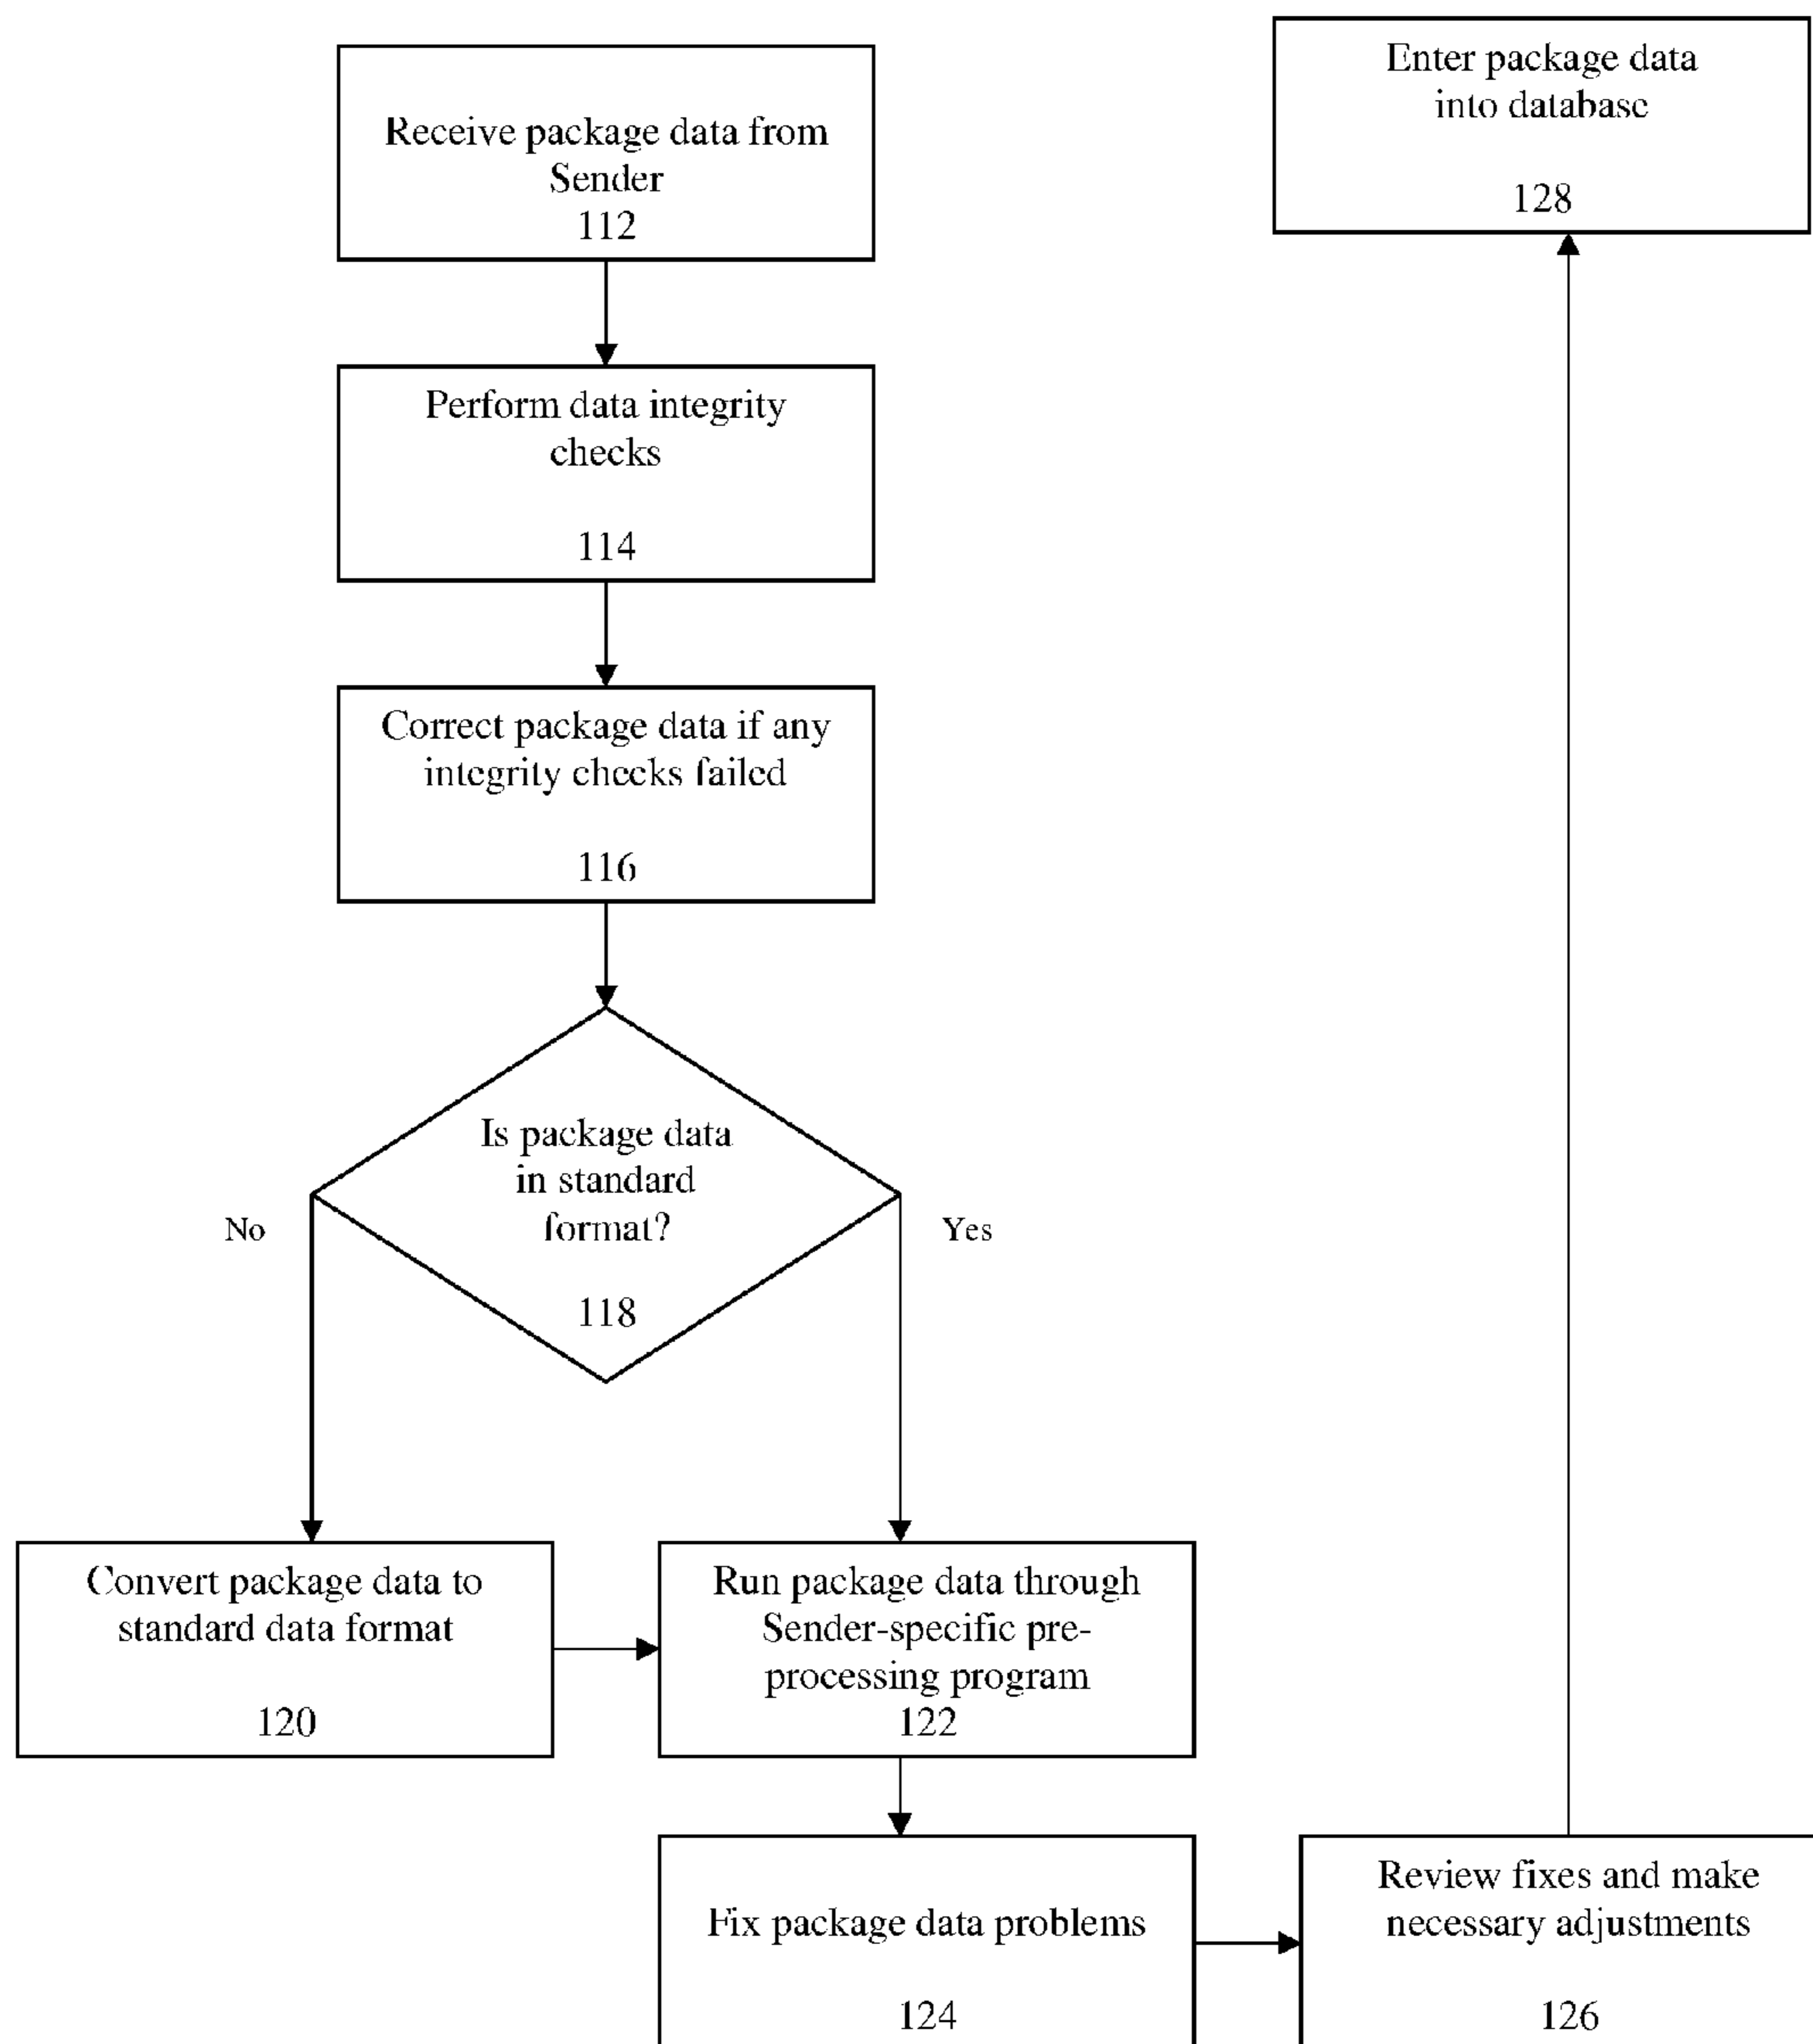 Receive package data from
Sender
112
Perform data integrity
checks
114
Correct package data if any
integrity checks failed
116
Is package data
in standard
format?
118
No
Yes
Convert package data to
standard data format
120
Run package data through
Sender-specific pre-
processing program
122
Fix package data problems
124
Review fixes and make
necessary adjustments
126
Enter package data
into database
128